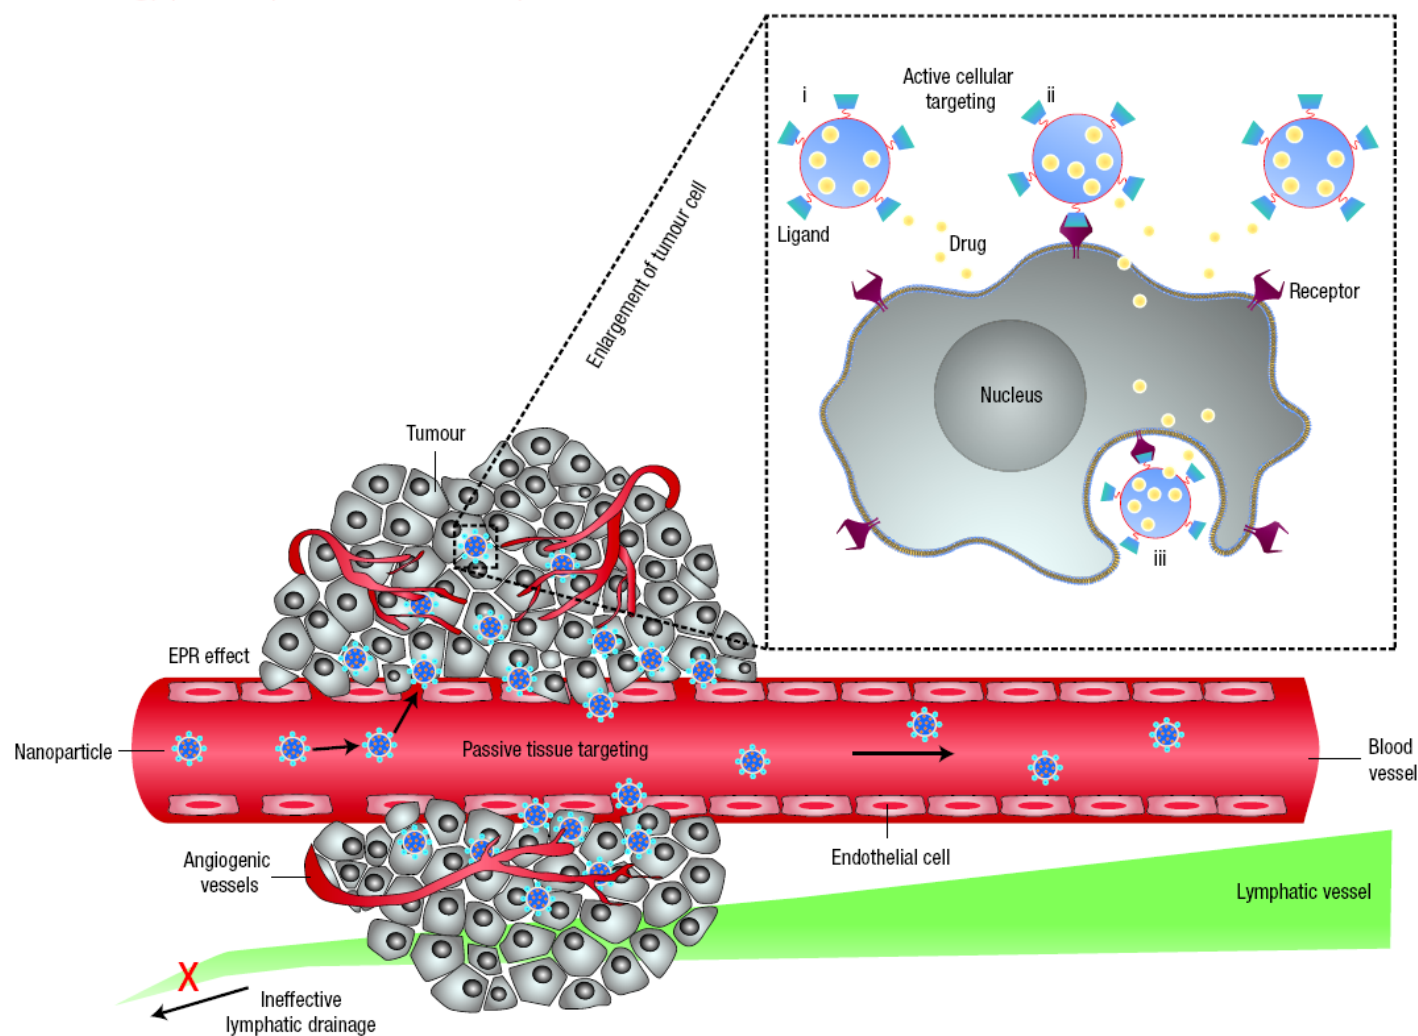 Active cellular
targeting
i
ii
Ligand
Drug
Receptor
Nucleus
iii
Enlargement of tumour cell
Tumour
EPR effect
Nanoparticle
Passive tissue targeting
Blood
vessel
Angiogenic
vessels
Endothelial cell
Lymphatic vessel
X
Ineffective
lymphatic drainage